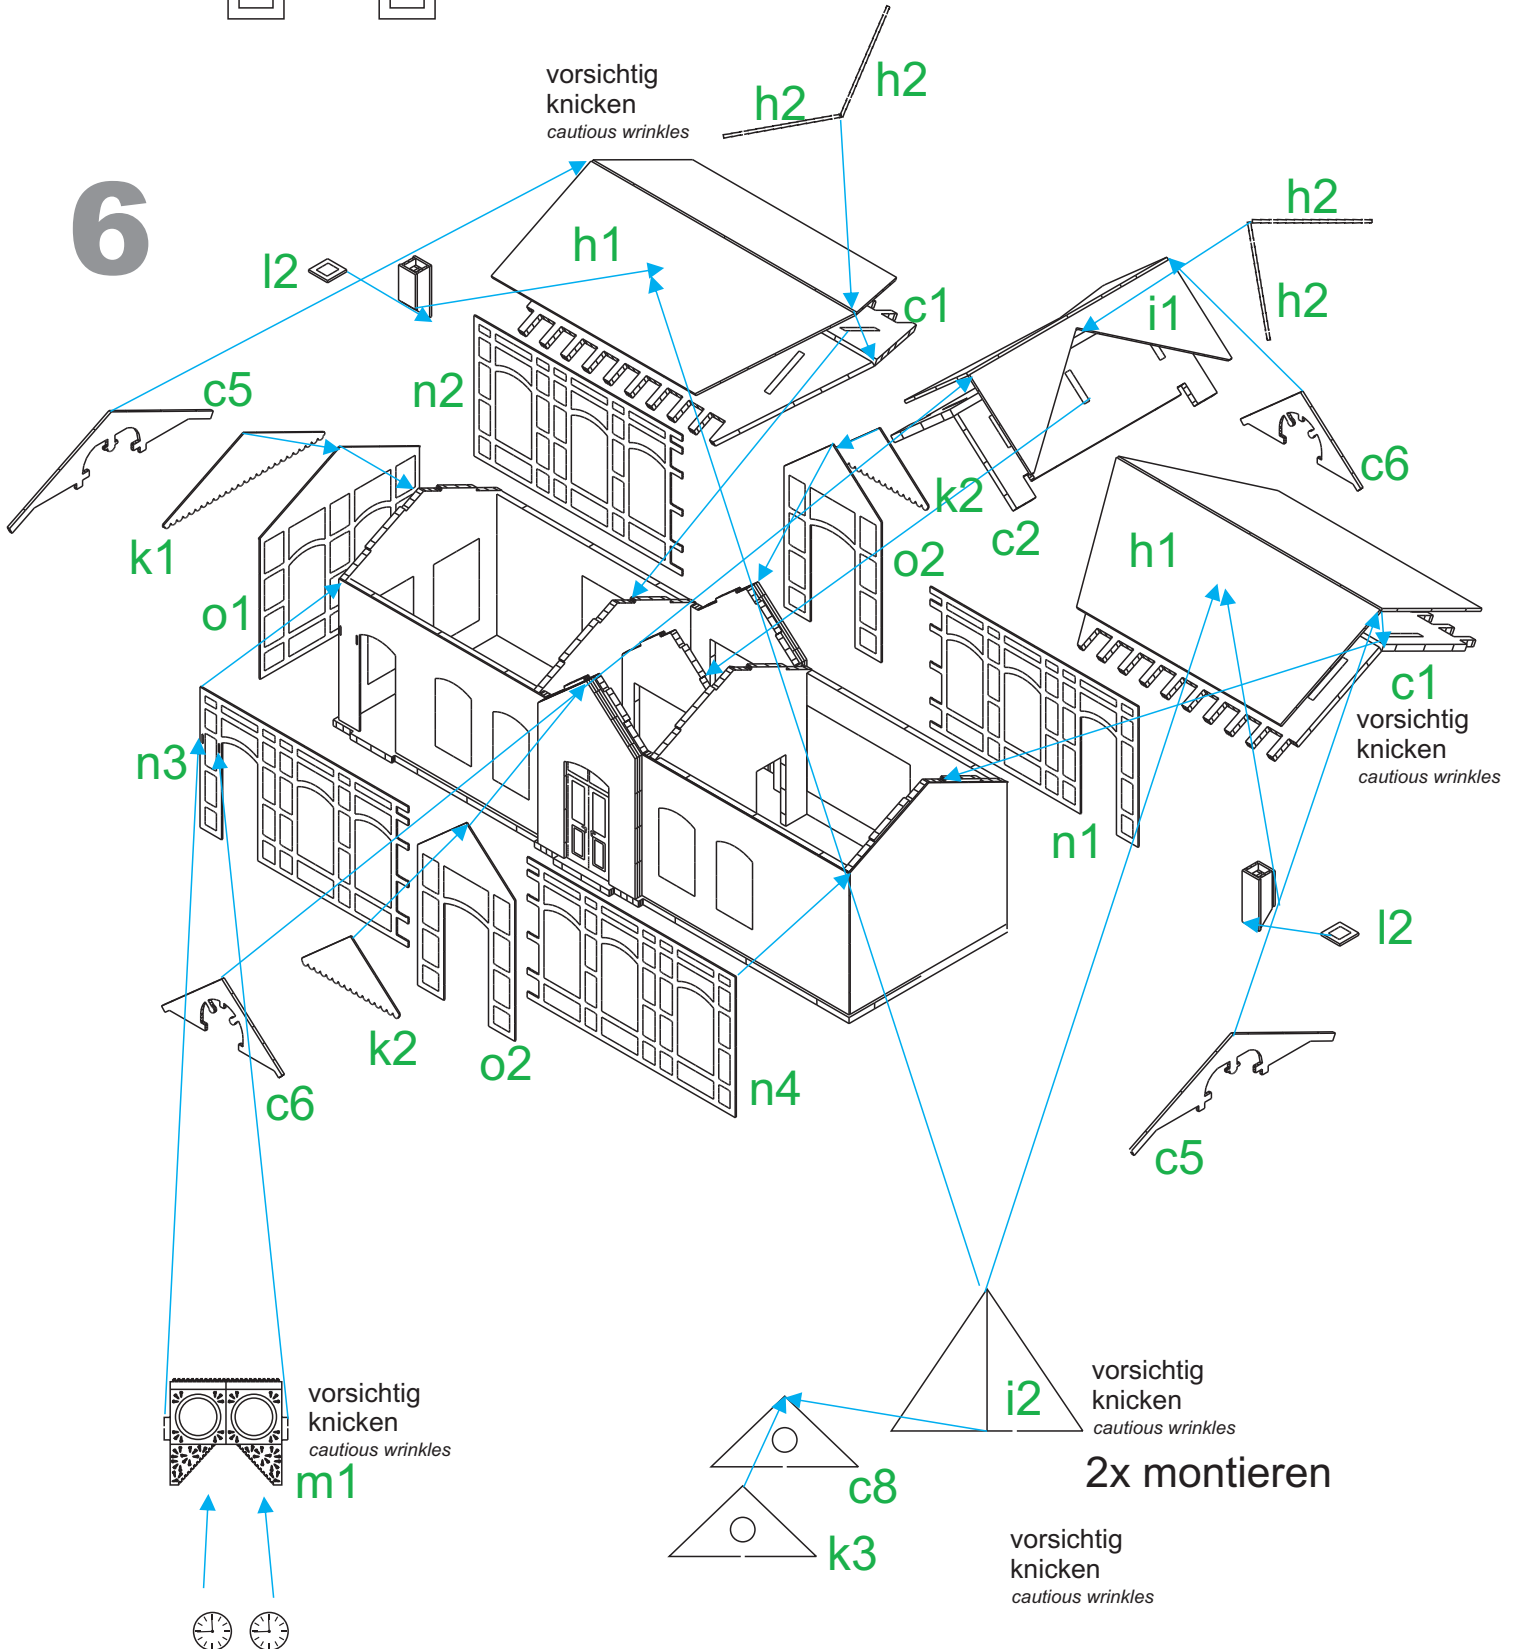 vorsichtig
knicken
cautious wrinkles
h2
h2
6
h2
h1
l2
i1
h2
c1
c5
n2
c6
k2
c2
k1
o2
h1
o1
c1
vorsichtig
knicken
cautious wrinkles
n3
n1
l2
k2
o2
n4
c6
c5
vorsichtig
knicken
cautious wrinkles
m1
vorsichtig
knicken
cautious wrinkles
i2
2x montieren
c8
k3
vorsichtig
knicken
cautious wrinkles